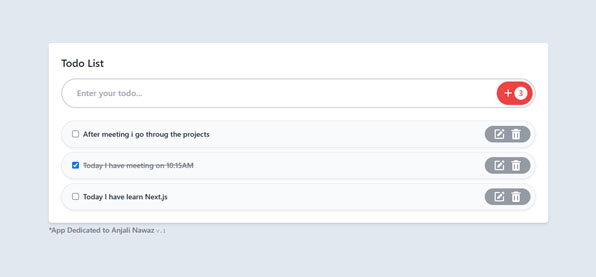 Todo List
Enter your todo...
3
After meeting i go throug the projects
Today I have meeting on 10:15AM
Today I have learn Next.js
*App Dedicated to Anjali Nawaz